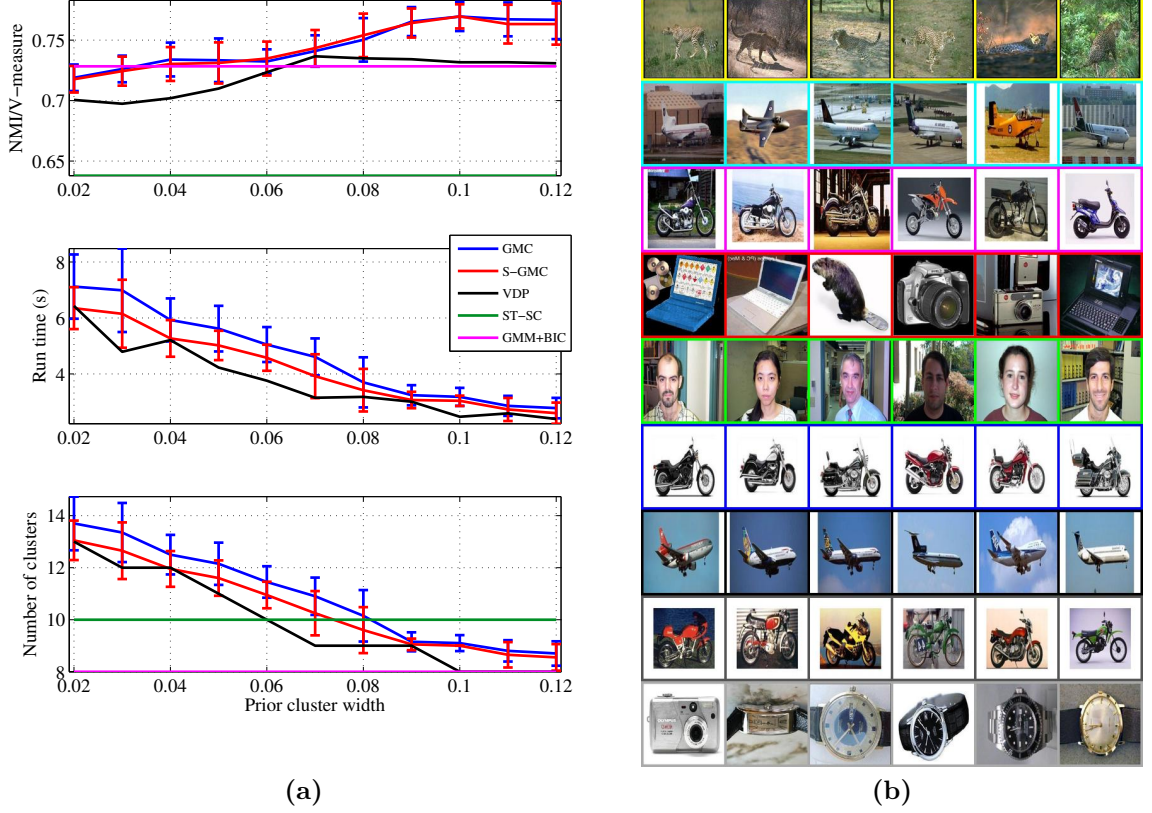 NMI/V−measure
0.75
0.7
0.65
0.02 0.04 0.06 0.08 0.1 0.12
Run time (s)
8
6
4
0.02 0.04 0.06 0.08 0.1 0.12
GMC
S−GMC
VDP
ST−SC
GMM+BIC
Number of clusters
14
12
10
8
0.02 0.04 0.06 0.08 0.1 0.12
Prior cluster width
(a)
OLYMPUS
(b)